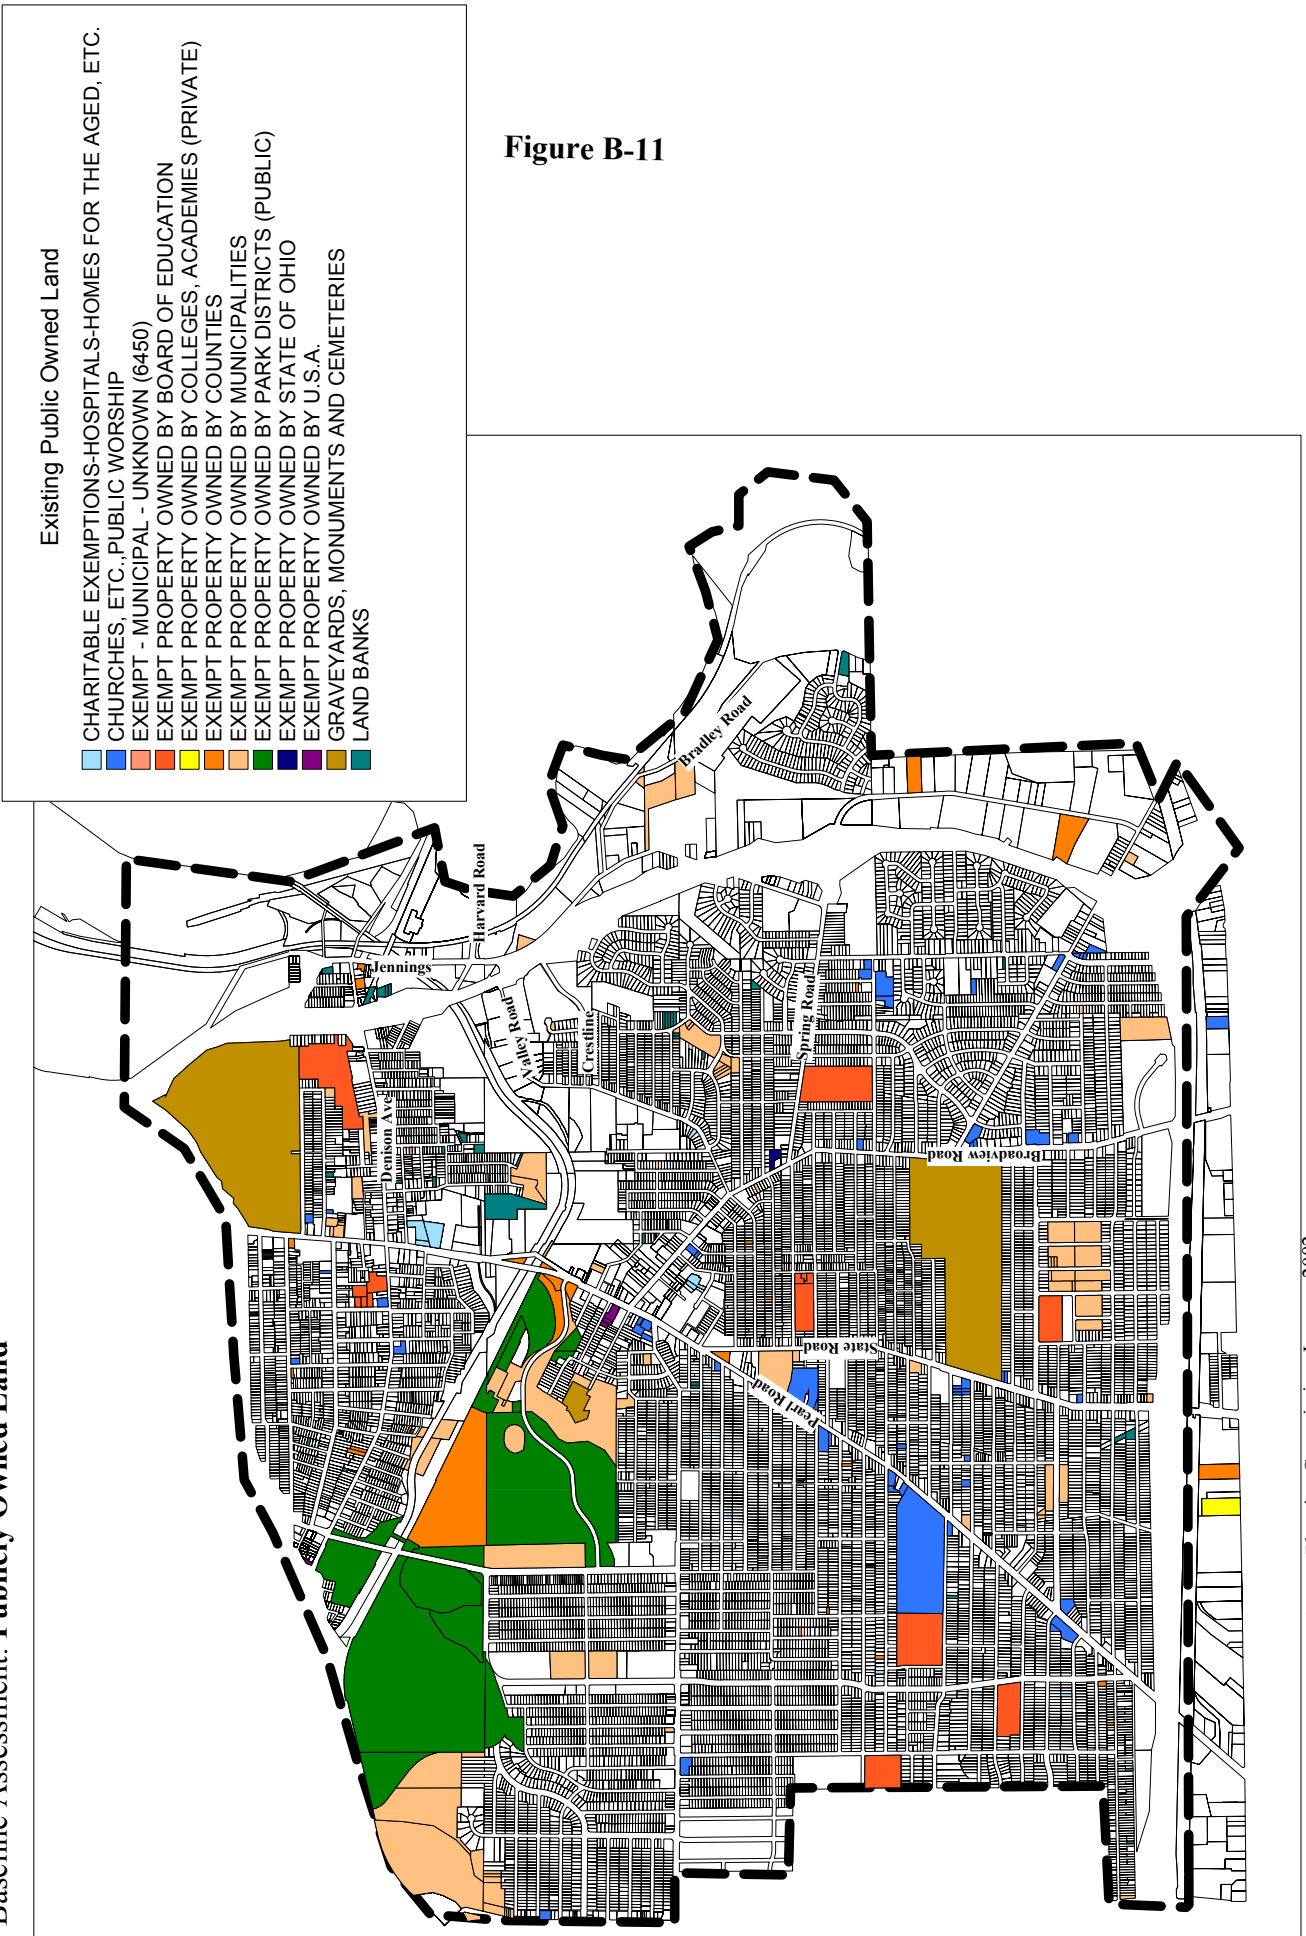 Baseline Assessment: Publicly Owned Land
Existing Public Owned Land
CHARITABLE EXEMPTIONS-HOSPITALS-HOMES FOR THE AGED, ETC.
CHURCHES, ETC.,PUBLIC WORSHIP
EXEMPT - MUNICIPAL - UNKNOWN (6450)
EXEMPT PROPERTY OWNED BY BOARD OF EDUCATION
EXEMPT PROPERTY OWNED BY COLLEGES, ACADEMIES (PRIVATE)
EXEMPT PROPERTY OWNED BY COUNTIES
EXEMPT PROPERTY OWNED BY MUNICIPALITIES
EXEMPT PROPERTY OWNED BY PARK DISTRICTS (PUBLIC)
EXEMPT PROPERTY OWNED BY STATE OF OHIO
EXEMPT PROPERTY OWNED BY U.S.A.
GRAVEYARDS, MONUMENTS AND CEMETERIES
LAND BANKS
Figure B-11
Bradley Road
Harvard Road
Jennings
Valley Road
Crestline
Spring Road
Denison Ave
Broadview Road
State Road
Pearl Road